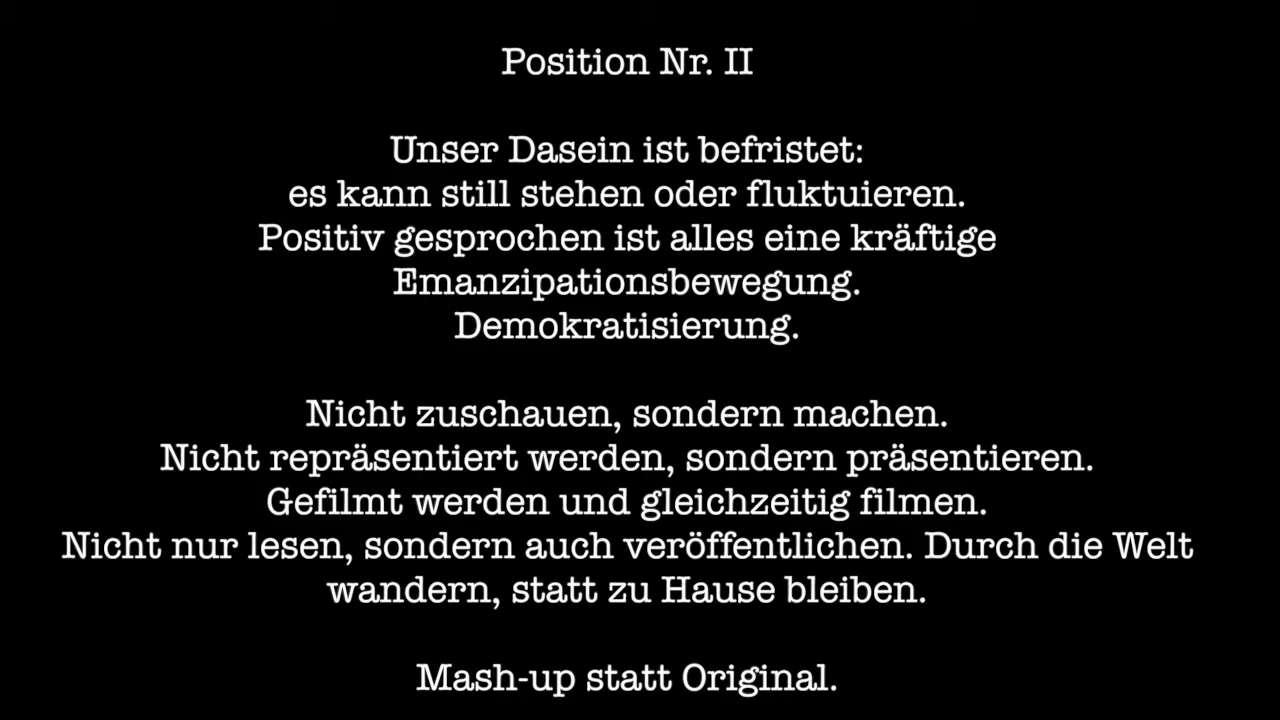 Position Nr. II
Unser Dasein ist befristet:
es kann still stehen oder fluktuieren.
Positiv gesprochen ist alles eine kräftige
Emanzipationsbewegung.
Demokratisierung.
Nicht zuschauen, sondern machen.
Nicht repräsentiert werden, sondern präsentieren.
Gefilmt werden und gleichzeitig filmen.
Nicht nur lesen, sondern auch veröffentlichen. Durch die Welt
wandern, statt zu Hause bleiben.
Mash-up statt Original.